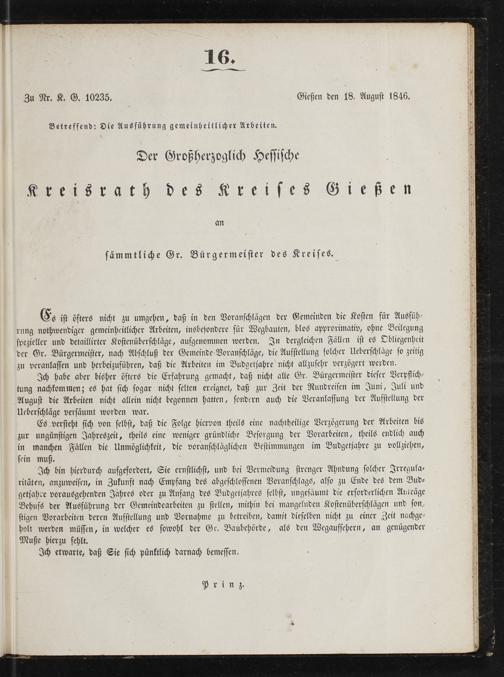 16.
Zu Nr. K. G. 10235. Gießen den 18. August 1846.
Betreffend: Die Ausführung gemeinheitlicher Arbeiten.
Der Großherzoglich Hessische
Kreisrath des Kreises Gießen
an
sämmtliche Gr. Bürgermeister des Kreises.
Es ist öfters nicht zu umgehen, daß in den Voranschlägen der Gemeinden die Kosten für Ausfüh-
rung nothwendiger gemeinheitlicher Arbeiten, insbesondere für Wegbauten, blos approximativ, ohne Beilegung
spezieller und detaillirter Kostenüberschläge, aufgenommen werden. In dergleichen Fällen ist es Obliegenheit
der Gr. Bürgermeister, nach Abschluß der Gemeinde-Voranschläge, die Aufstellung solcher Ueberschläge so zeitig
zu veranlassen und herbeizuführen, daß die Arbeiten im Budgetjahre nicht allzusehr verzögert werden.
Ich habe aber bisher öfters die Erfahrung gemacht, daß nicht alle Gr. Bürgermeister dieser Verpflich-
tung nachkommen; es hat sich sogar nicht selten ereignet, daß zur Zeit der Rundreisen im Juni, Juli und
August die Arbeiten nicht allein nicht begonnen hatten, sondern auch die Veranlassung der Aufstellung der
Ueberschläge versäumt worden war.
Es versteht sich von selbst, daß die Folge hiervon theils eine nachtheilige Verzögerung der Arbeiten bis
zur ungünstigen Jahreszeit, theils eine weniger gründliche Besorgung der Vorarbeiten, theils endlich auch
in manchen Fällen die Unmöglichkeit, die voranschläglichen Bestimmungen im Budgetjahre zu vollziehen,
sein muß.
Ich bin hierdurch aufgefordert, Sie ernstlichst, und bei Vermeidung strenger Ahndung solcher Irregula-
ritäten, anzuweisen, in Zukunft nach Empfang des abgeschlossenen Voranschlags, also zu Ende des dem Bud-
getjahre vorausgehenden Jahres oder zu Anfang des Budgetjahres selbst, ungesäumt die erforderlichen Anträge
Behufs der Ausführung der Gemeindearbeiten zu stellen, mithin bei mangelnden Kostenüberschlägen und son-
stigen Vorarbeiten deren Aufstellung und Vornahme zu betreiben, damit dieselben nicht zu einer Zeit nachge-
holt werden müssen, in welcher es sowohl der Gr. Baubehörde, als den Wegaufsehern, an genügender
Muße hierzu fehlt.
Ich erwarte, daß Sie sich pünktlich darnach bemessen.
Prinz.